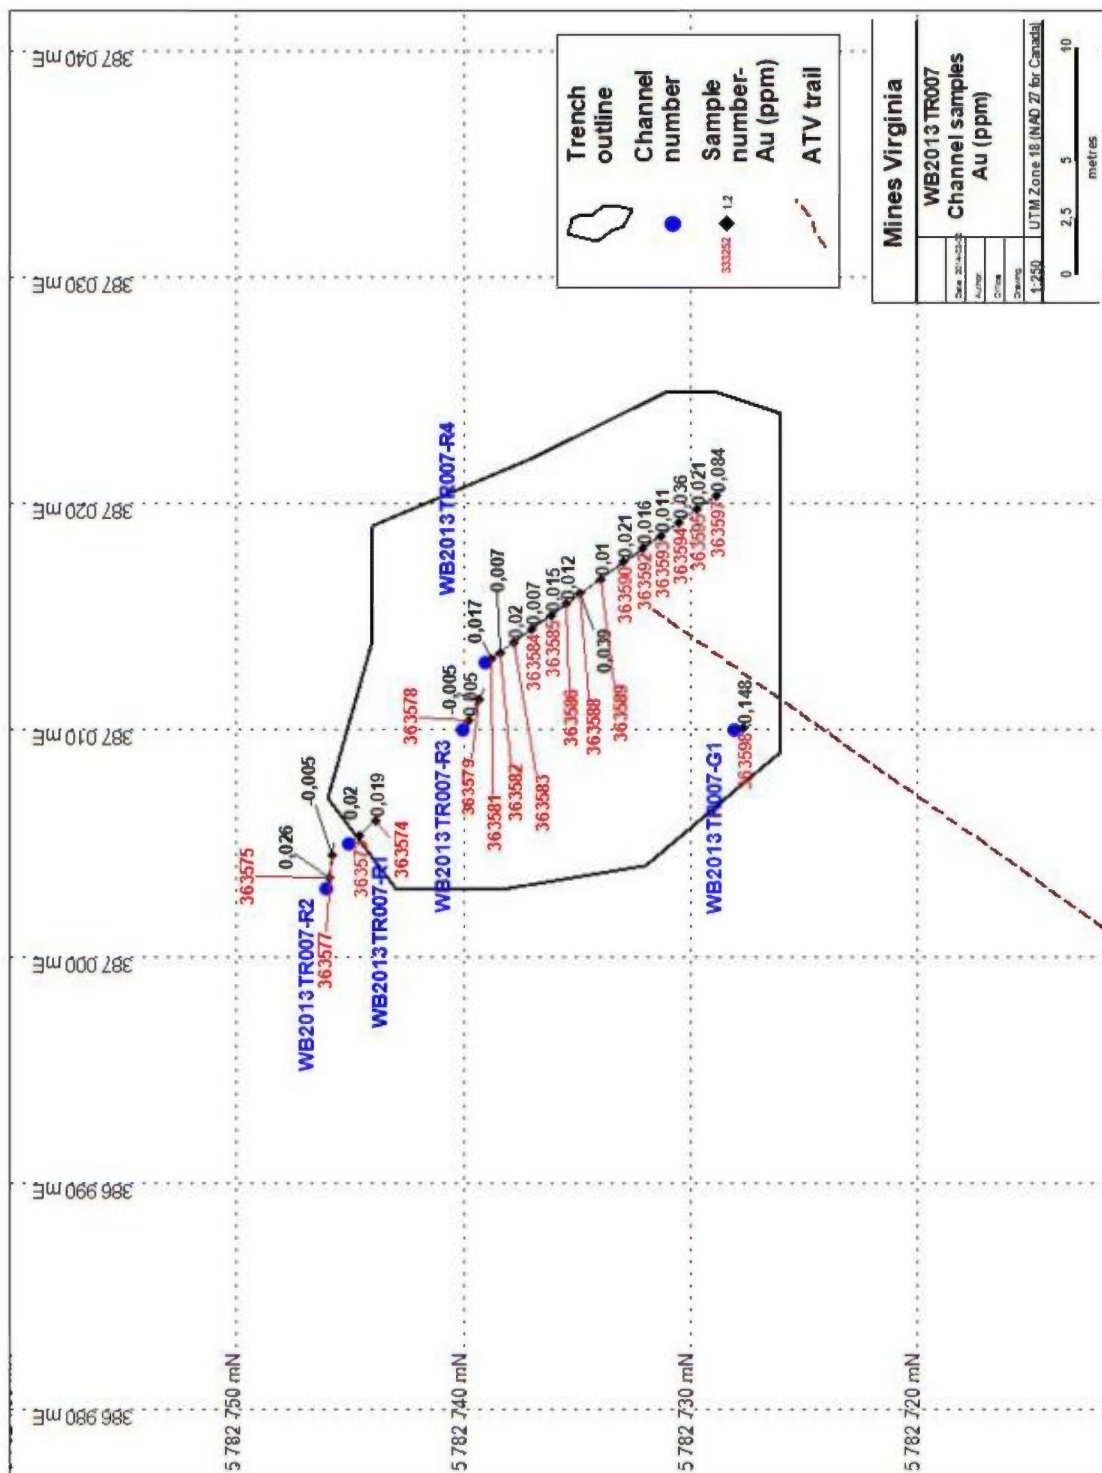 387 040 mE
387 030 mE
387 020 mE
387 010 mE
387 000 mE
386 990 mE
386 980 mE
5 782 750 mN
5 782 740 mN
5 782 730 mN
5 782 720 mN
WB2013TR007-R2
363575
363577
0,026
-0,005
WB2013TR007-R1
0,02
0,019
363574
WB2013TR007-R3
363578
363579
-0,005
0,005
WB2013TR007-R4
363581
0,017
363582
0,007
363583
0,02
363584
0,007
363585
0,015
363586
0,012
363588
0,039
363589
0,01
363590
0,021
363592
0,016
363593
0,011
363594
0,036
363595
0,021
363597
0,084
WB2013TR007-G1
363598
0,148
Trench
outline
Channel
number
333252
1.2
Sample
number-
Au (ppm)
ATV trail
Mines Virginia
WB2013TR007
Channel samples
Au (ppm)
Author:
Office:
Drawing:
1:250
UTM Zone 18 (NAD 27 for Canada)
0 2,5 5 10
metres